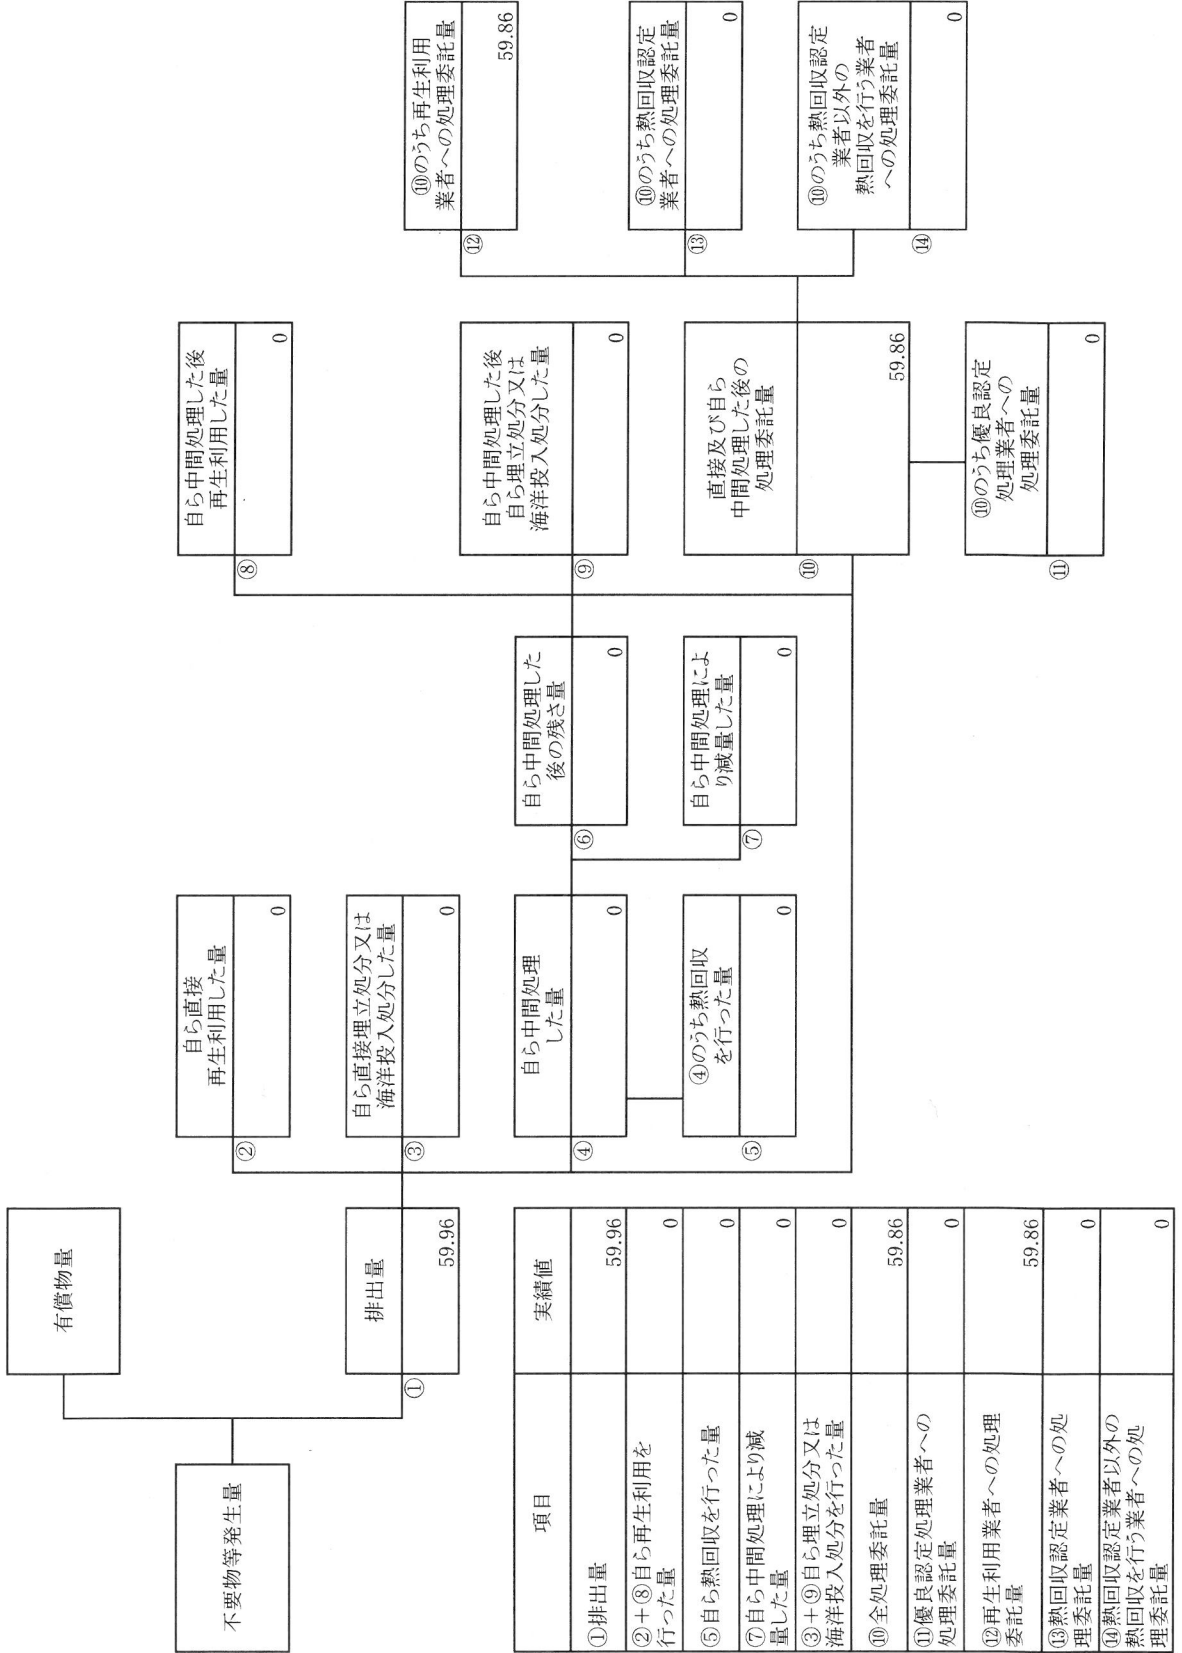 不要物等発生量
有償物量
排出量
①
59.96
自ら直接
再生利用した量
②
0
自ら直接埋立処分又は
海洋投入処分した量
③
0
自ら中間処理
した量
④
0
④のうち熱回収
を行った量
⑤
0
自ら中間処理した
後の残さ量
⑥
0
自ら中間処理によ
り減量した量
⑦
0
自ら中間処理した後
再生利用した量
⑧
0
自ら中間処理した後
自ら埋立処分又は
海洋投入処分した量
⑨
0
直接及び自ら
中間処理した後の
処理委託量
⑩
59.86
⑩のうち優良認定
処理業者への
処理委託量
⑪
0
⑩のうち再生利用
業者への処理委託量
⑫
59.86
⑩のうち熱回収認定
業者への処理委託量
⑬
0
⑩のうち熱回収認定
業者以外の
熱回収を行う業者
への処理委託量
⑭
0
項目 実績値
①排出量 59.96
②+⑧自ら再生利用を
行った量 0
⑤自ら熱回収を行った量 0
⑦自ら中間処理により減
量した量 0
③+⑨自ら埋立処分又は
海洋投入処分を行った量 0
⑩全処理委託量 59.86
⑪優良認定処理業者への
処理委託量 0
⑫再生利用業者への処理
委託量 59.86
⑬熱回収認定業者への処
理委託量 0
⑭熱回収認定業者以外の
熱回収を行う業者への処
理委託量 0